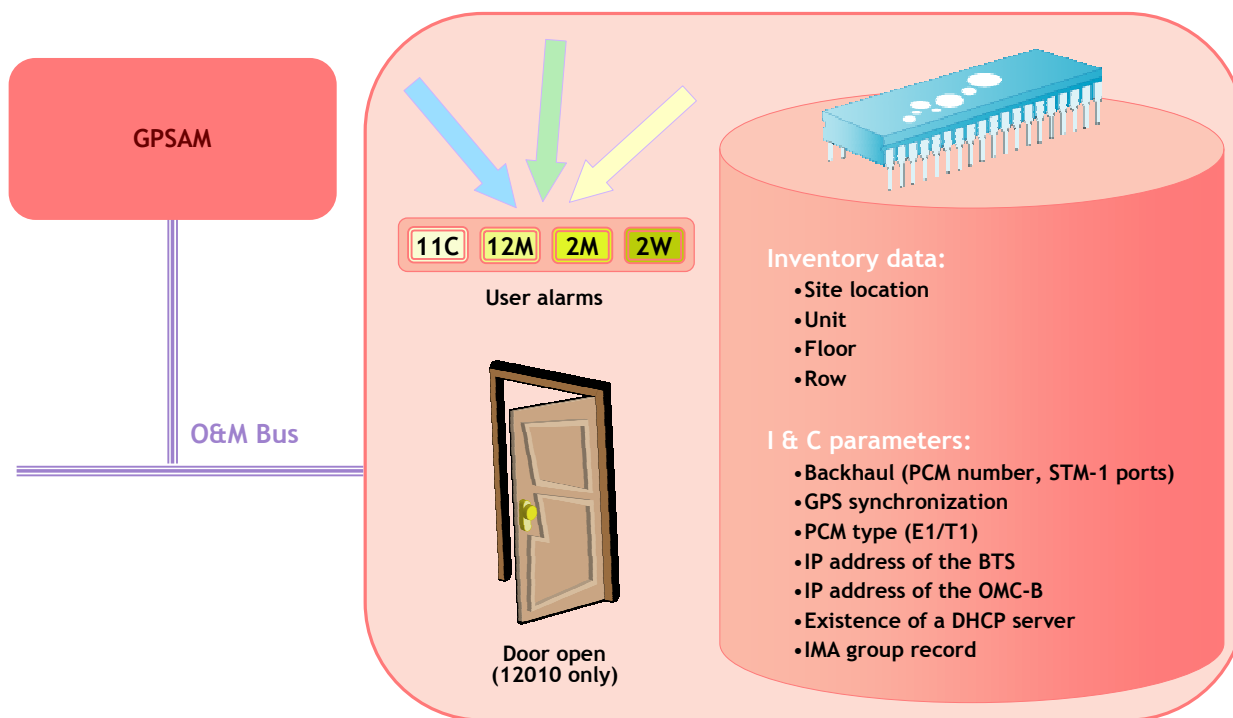 GPSAM
O&M Bus
11C 12M 2M 2W
User alarms
Door open
(12010 only)
Inventory data:
•Site location
•Unit
•Floor
•Row
I & C parameters:
•Backhaul (PCM number, STM-1 ports)
•GPS synchronization
•PCM type (E1/T1)
•IP address of the BTS
•IP address of the OMC-B
•Existence of a DHCP server
•IMA group record